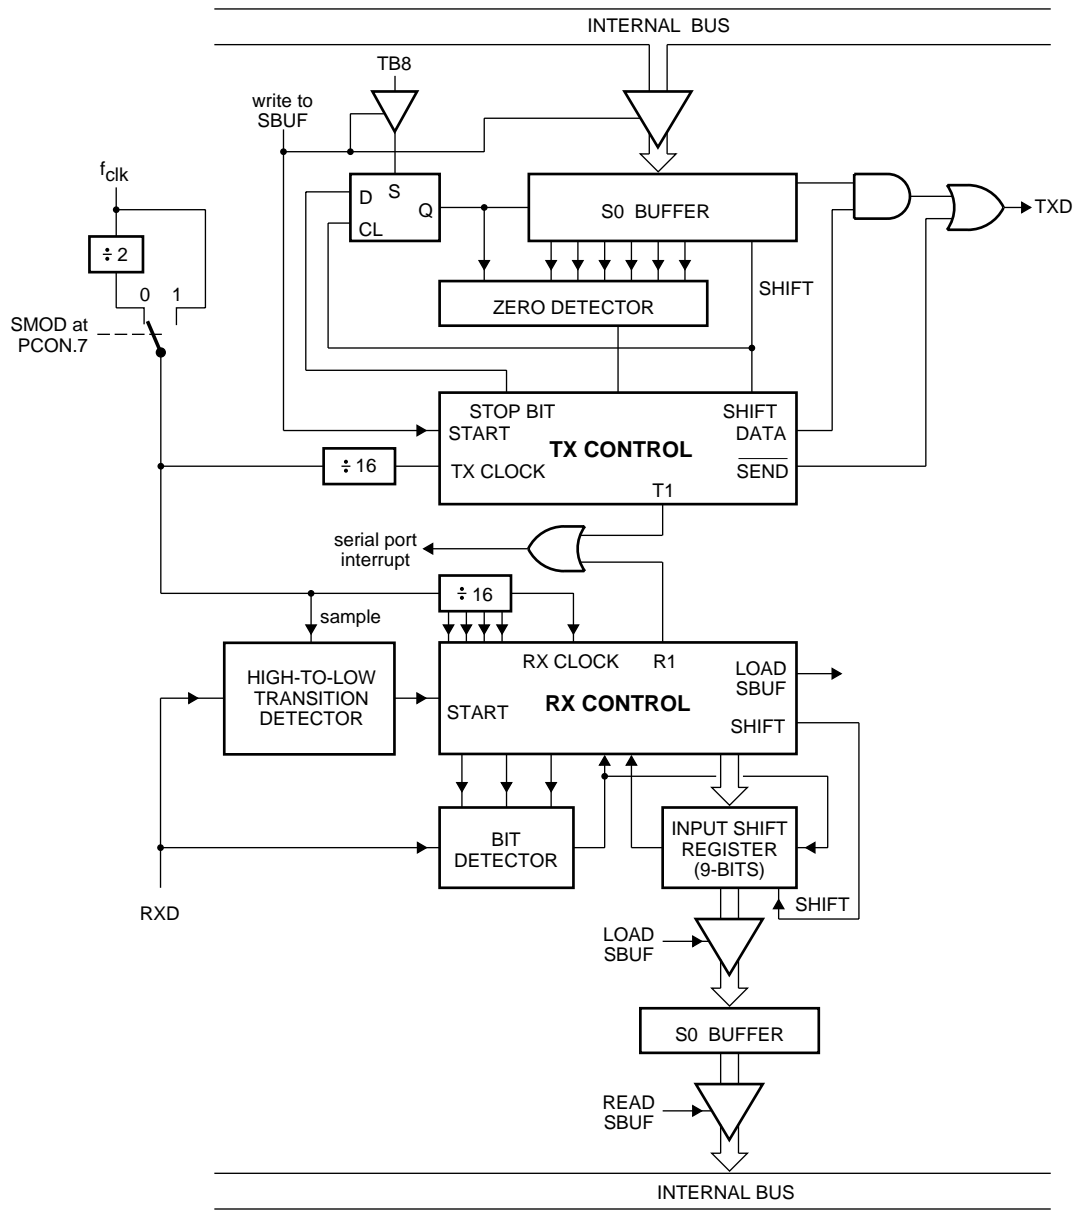 INTERNAL BUS
TB8
write to
SBUF
fclk
D
S
Q
CL
S0 BUFFER
TXD
÷ 2
ZERO DETECTOR
SHIFT
0
1
SMOD at
PCON.7
STOP BIT
SHIFT
START
TX CONTROL
DATA
÷ 16
TX CLOCK
SEND
T1
serial port
interrupt
÷ 16
sample
RX CLOCK
R1
HIGH-TO-LOW
TRANSITION
DETECTOR
LOAD
SBUF
START
RX CONTROL
SHIFT
BIT
DETECTOR
INPUT SHIFT
REGISTER
(9-BITS)
RXD
SHIFT
LOAD
SBUF
S0 BUFFER
READ
SBUF
INTERNAL BUS